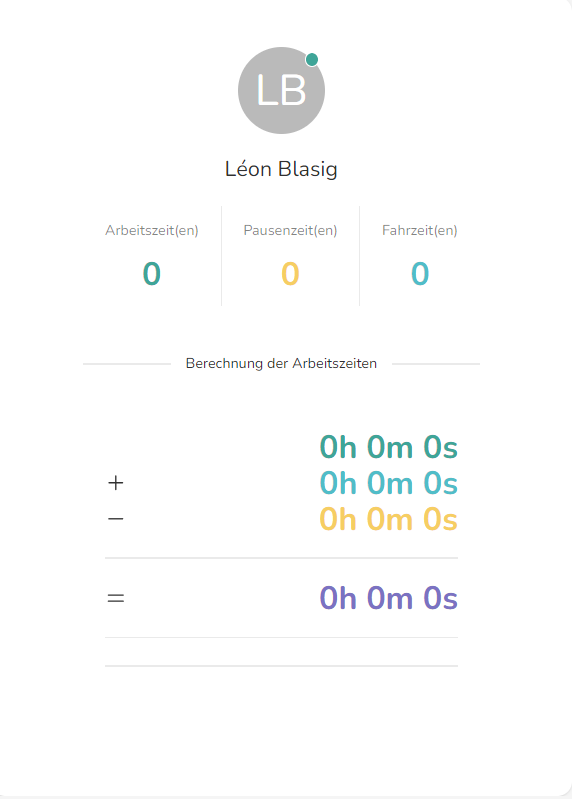 LB
Léon Blasig
Arbeitszeit(en) Pausenzeit(en) Fahrzeit(en)
0 0 0
Berechnung der Arbeitszeiten
0h 0m 0s
+ 0h 0m 0s
− 0h 0m 0s
= 0h 0m 0s